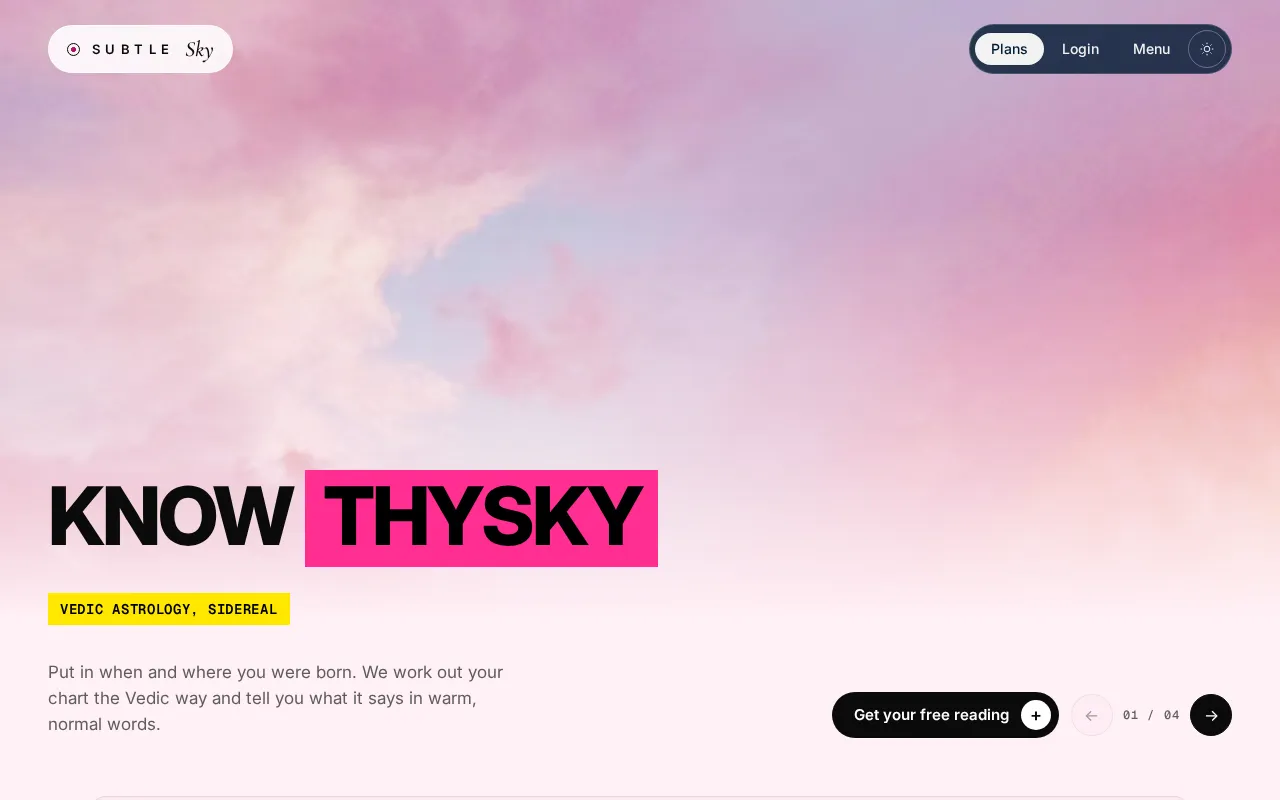 SUBTLE Sky
Plans
Login
Menu
KNOW THYSKY
VEDIC ASTROLOGY, SIDEREAL
Put in when and where you were born. We work out your
chart the Vedic way and tell you what it says in warm,
normal words.
Get your free reading +
← 01 / 04 →